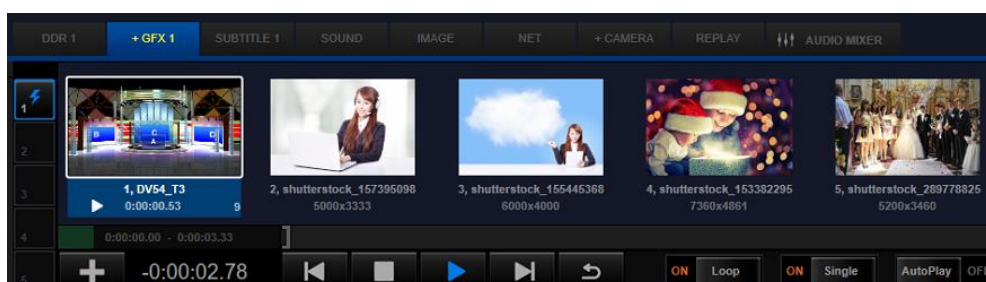 DDR 1 + GFX 1 SUBTITLE 1 SOUND IMAGE NET + CAMERA REPLAY AUDIO MIXER
1
2
3
4
5
B C A D
1, DV54_T3
0:00:00.53 9
2, shutterstock_157395098
5000x3333
3, shutterstock_155445368
6000x4000
4, shutterstock_153382295
7360x4861
5, shutterstock_289778825
5200x3460
0:00:00.00 - 0:00:03.33
-0:00:02.78
ON Loop ON Single AutoPlay OF